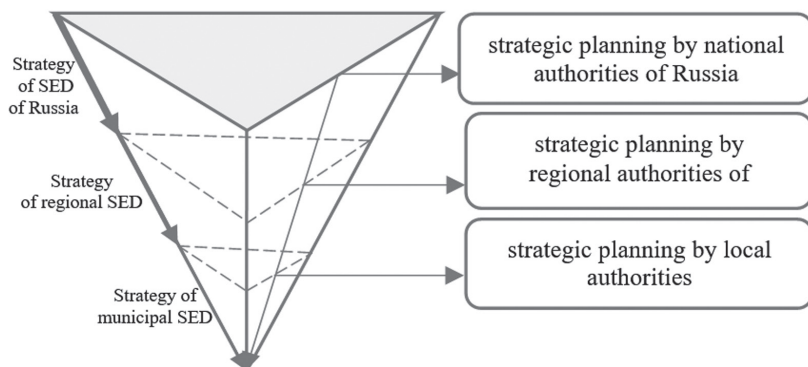 Strategy
of SED
of Russia
strategic planning by national
authorities of Russia
Strategy
of regional SED
strategic planning by
regional authorities of
Strategy of
municipal SED
strategic planning by local
authorities